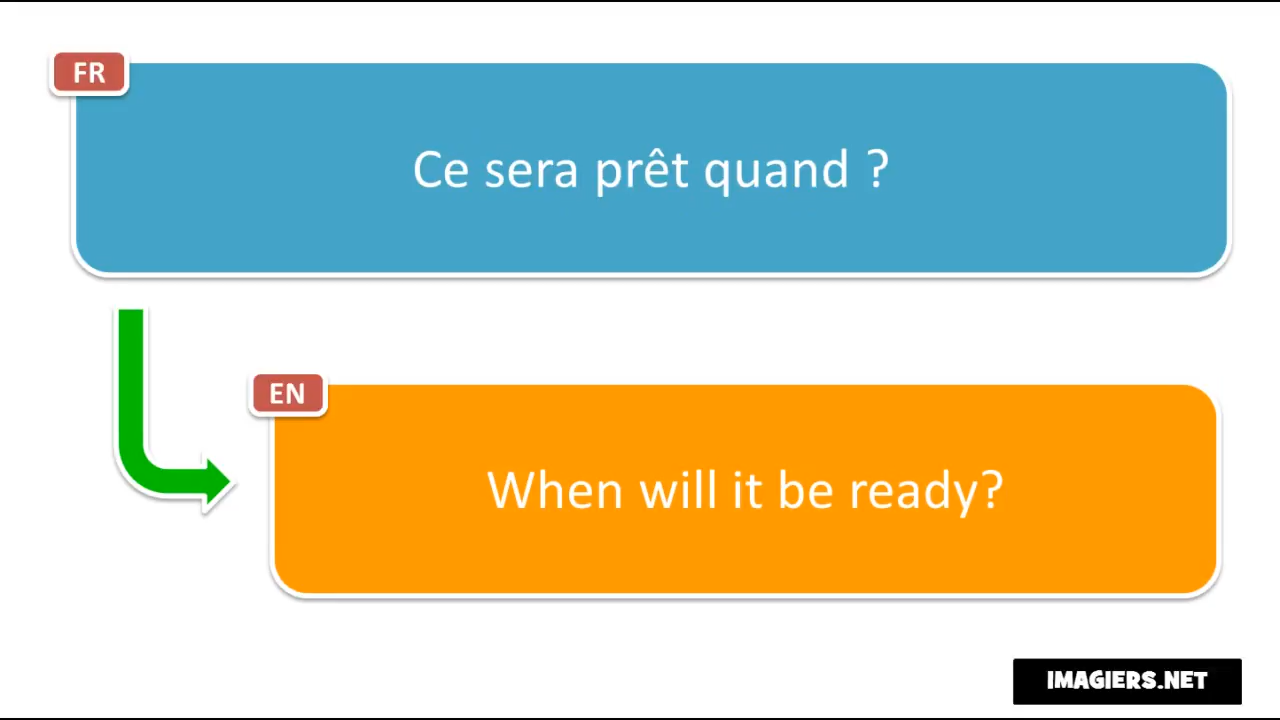 FR
Ce sera prêt quand ?
EN
When will it be ready?
IMAGIERS.NET